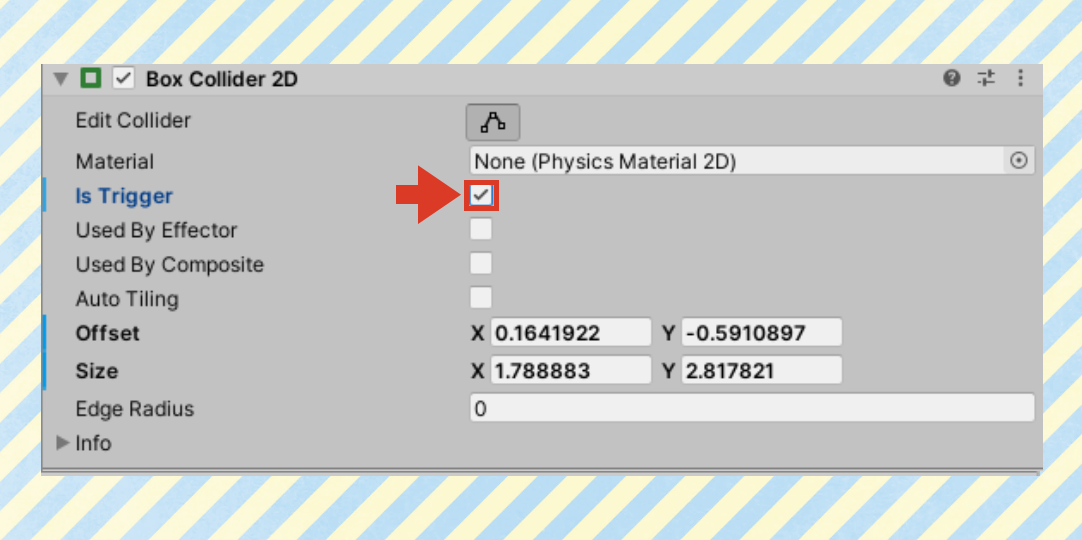 Box Collider 2D
Edit Collider
Material None (Physics Material 2D)
Is Trigger
Used By Effector
Used By Composite
Auto Tiling
Offset X 0.1641922 Y -0.5910897
Size X 1.788883 Y 2.817821
Edge Radius 0
Info